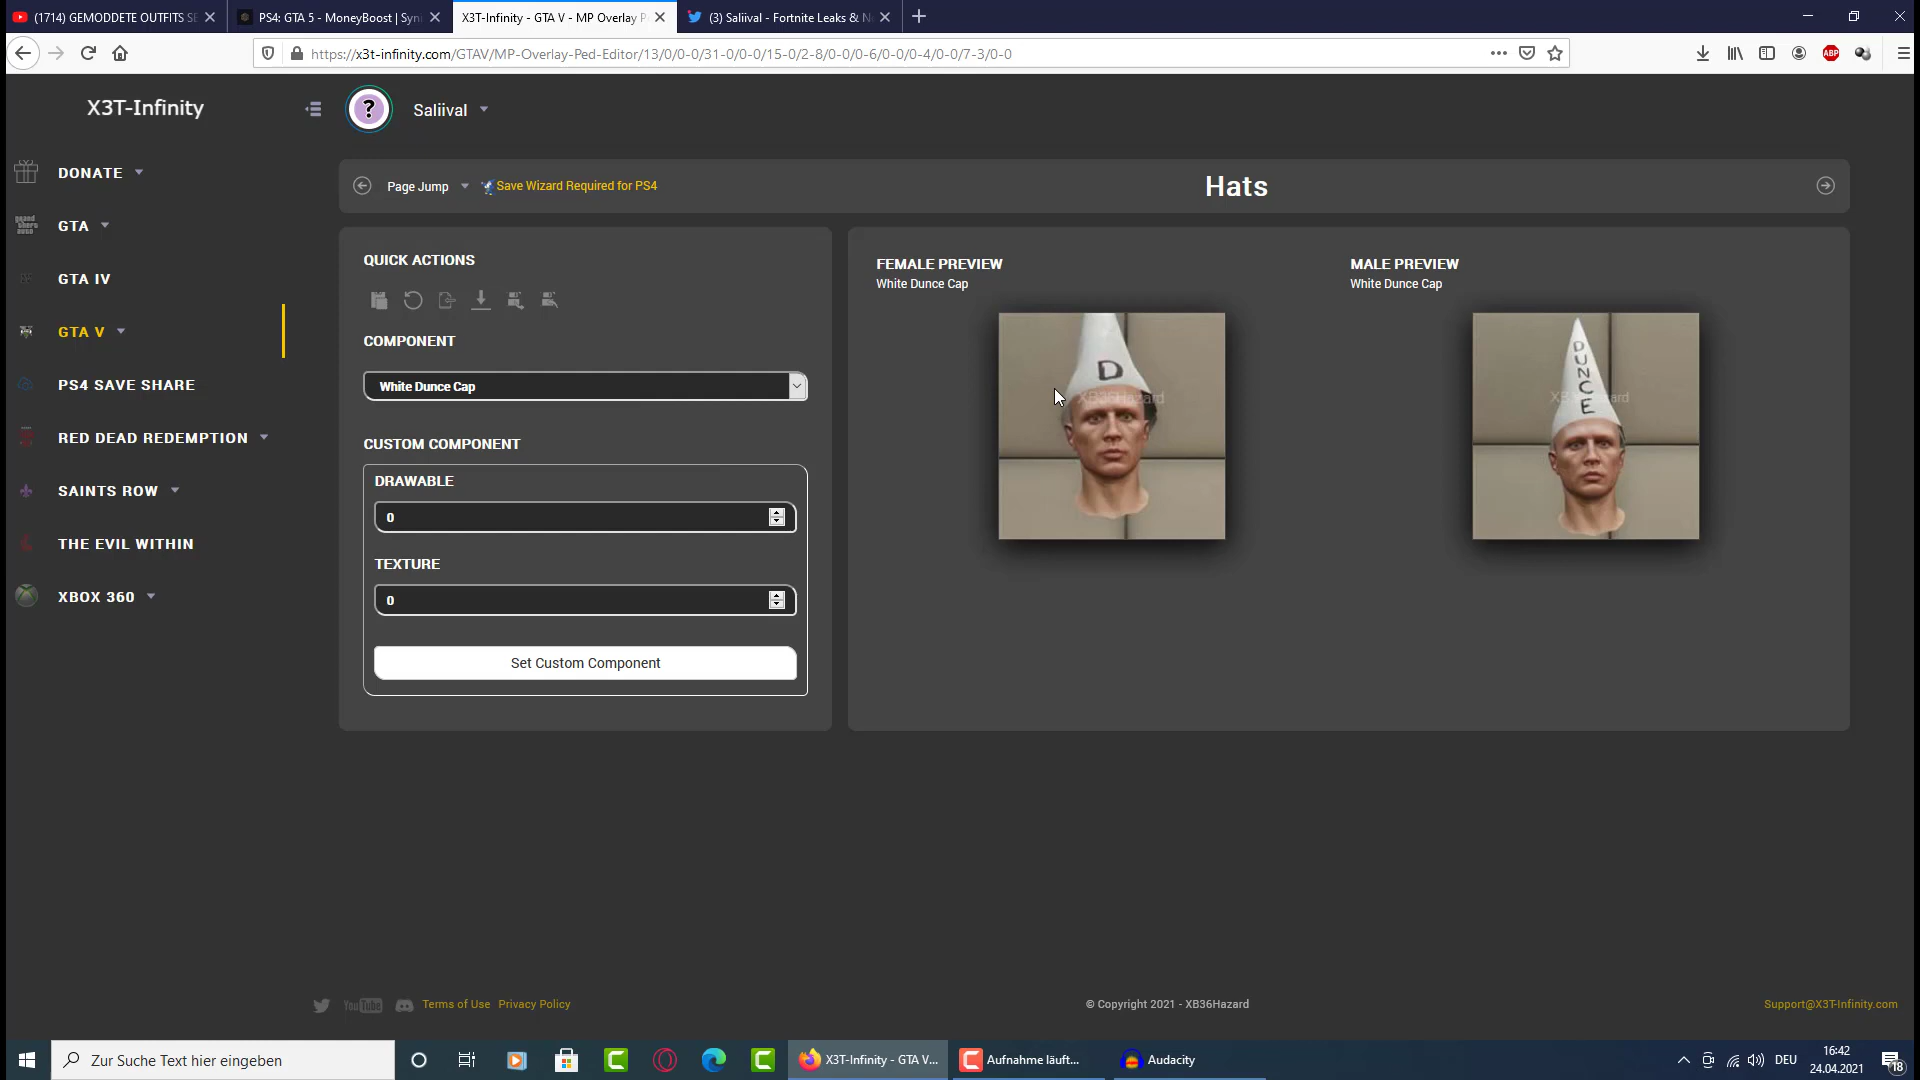 (1714) GEMODDETE OUTFITS SE
PS4: GTA 5 - MoneyBoost | Syn
X3T-Infinity - GTA V - MP Overlay P
(3) Saliival - Fortnite Leaks & N
https://x3t-infinity.com/GTAV/MP-Overlay-Ped-Editor/13/0/0-0/31-0/0-0/15-0/2-8/0-0/0-6/0-0/0-4/0-0/7-3/0-0
ABP
X3T-Infinity
Saliival
DONATE
GTA
GTA IV
GTA V
PS4 SAVE SHARE
RED DEAD REDEMPTION
SAINTS ROW
THE EVIL WITHIN
XBOX 360
Page Jump
Save Wizard Required for PS4
Hats
QUICK ACTIONS
COMPONENT
White Dunce Cap
CUSTOM COMPONENT
DRAWABLE
0
TEXTURE
0
Set Custom Component
FEMALE PREVIEW
White Dunce Cap
D
XB36Hazard
MALE PREVIEW
White Dunce Cap
DUNCE
YouTube
Terms of Use
Privacy Policy
© Copyright 2021 - XB36Hazard
Support@X3T-Infinity.com
Zur Suche Text hier eingeben
X3T-Infinity - GTA V...
Aufnahme läuft...
Audacity
DEU
16:42
24.04.2021
18